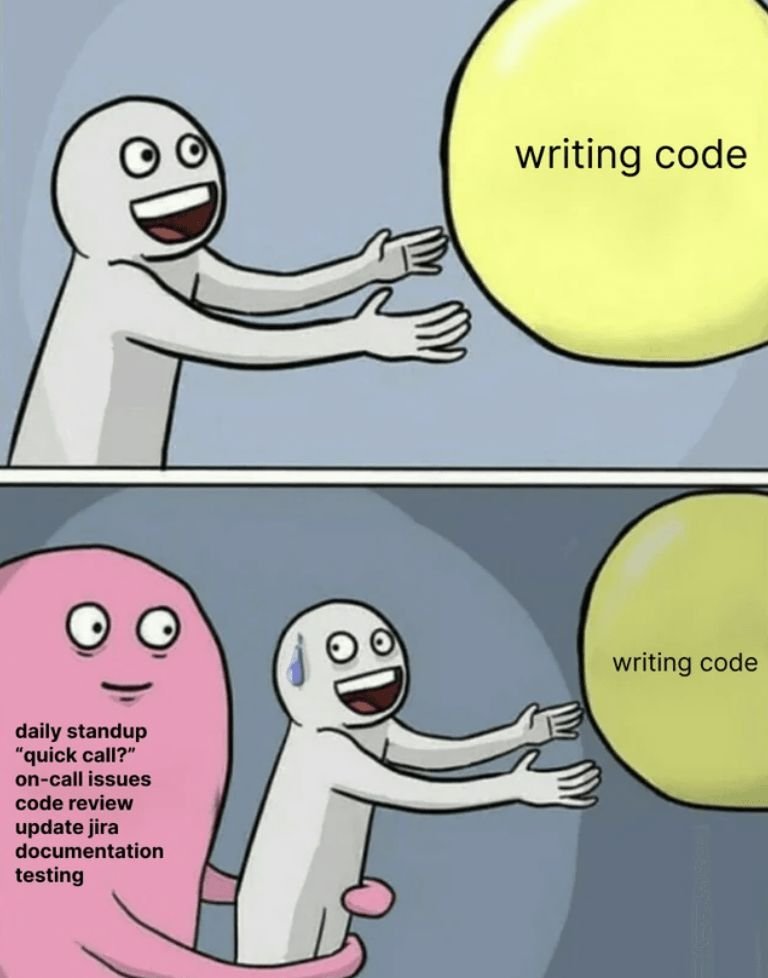 writing code
writing code
daily standup
“quick call?”
on-call issues
code review
update jira
documentation
testing